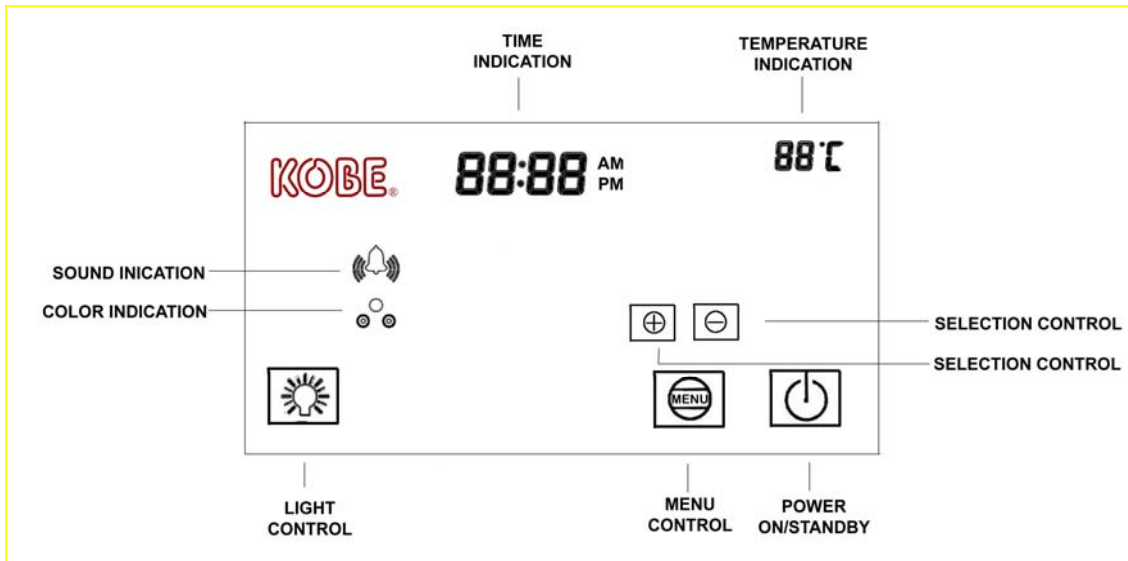 TIME
INDICATION
TEMPERATURE
INDICATION
KOBE®
88:88 AM
PM
88°C
SOUND INICATION
COLOR INDICATION
SELECTION CONTROL
SELECTION CONTROL
MENU
LIGHT
CONTROL
MENU
CONTROL
POWER
ON/STANDBY